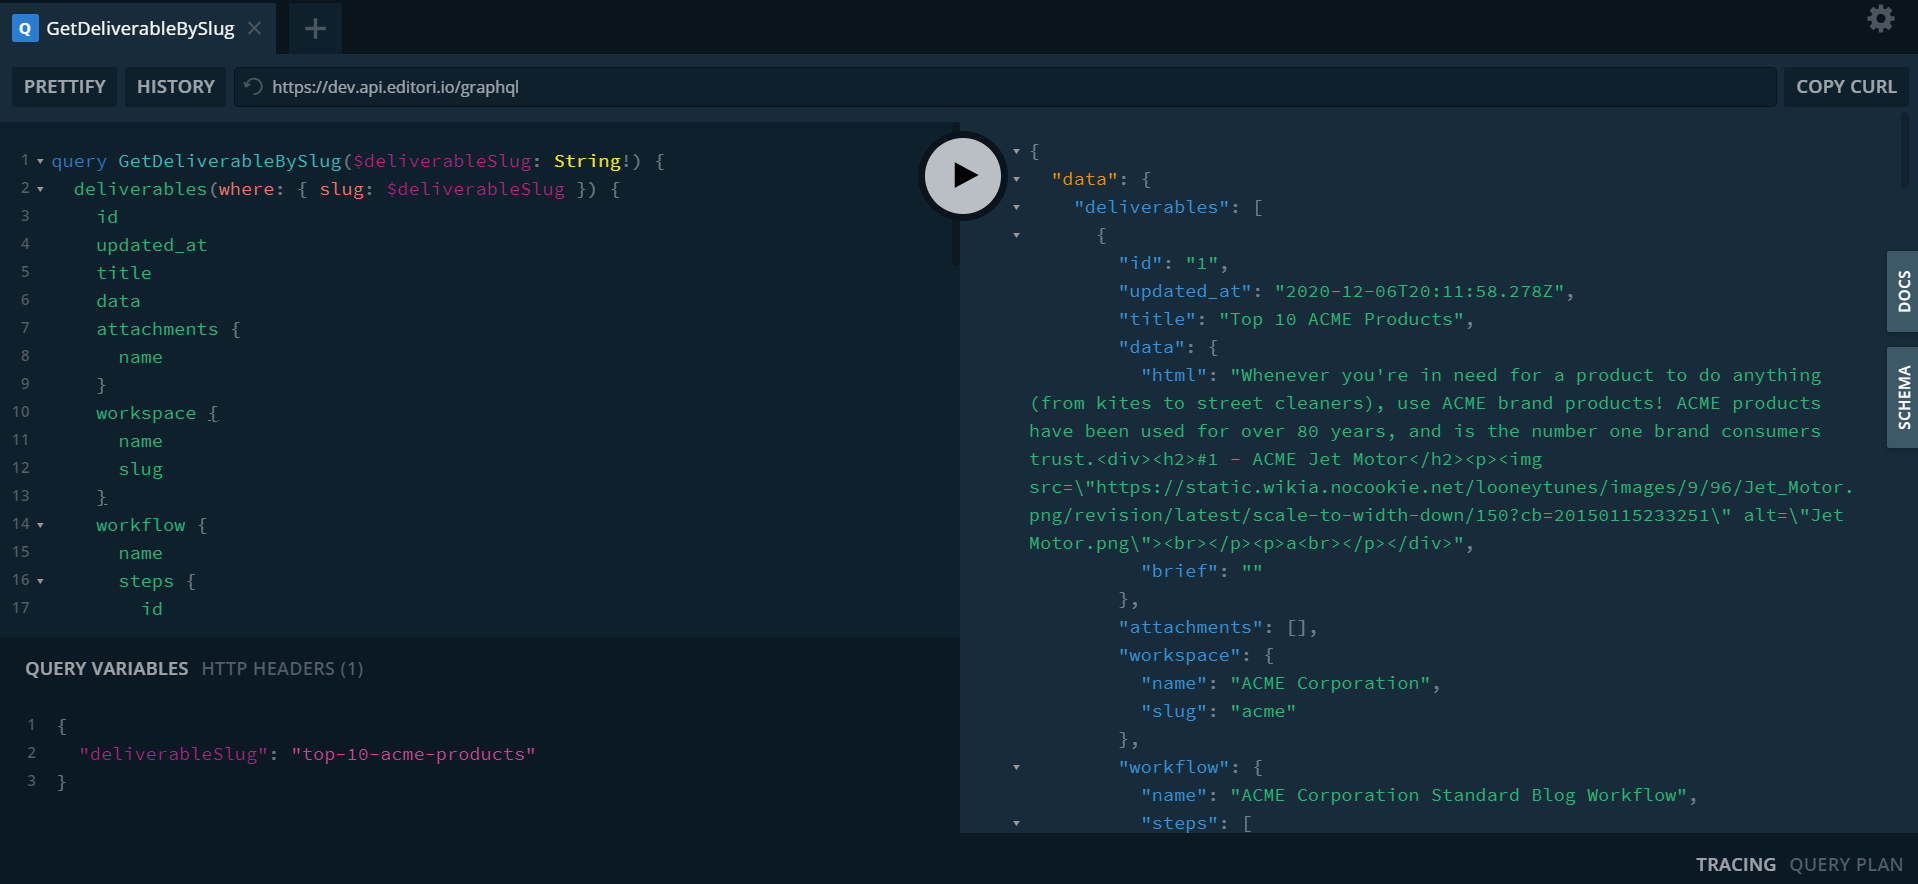 Q GetDeliverableBySlug × +
PRETTIFY HISTORY https://dev.api.editori.io/graphql COPY CURL
1 query GetDeliverableBySlug($deliverableSlug: String!) {
2 deliverables(where: { slug: $deliverableSlug }) {
3 id
4 updated_at
5 title
6 data
7 attachments {
8 name
9 }
10 workspace {
11 name
12 slug
13 }
14 workflow {
15 name
16 steps {
17 id
QUERY VARIABLES HTTP HEADERS (1)
1 {
2 "deliverableSlug": "top-10-acme-products"
3 }
{
"data": {
"deliverables": [
{
"id": "1",
"updated_at": "2020-12-06T20:11:58.278Z",
"title": "Top 10 ACME Products",
"data": {
"html": "Whenever you're in need for a product to do anything
(from kites to street cleaners), use ACME brand products! ACME products
have been used for over 80 years, and is the number one brand consumers
trust.<div><h2>#1 - ACME Jet Motor</h2><p><img
src=\"https://static.wikia.nocookie.net/looneytunes/images/9/96/Jet_Motor.
png/revision/latest/scale-to-width-down/150?cb=20150115233251\" alt=\"Jet
Motor.png\"><br></p><p>a<br></p></div>",
"brief": ""
},
"attachments": [],
"workspace": {
"name": "ACME Corporation",
"slug": "acme"
},
"workflow": {
"name": "ACME Corporation Standard Blog Workflow",
"steps": [
DOCS
SCHEMA
TRACING QUERY PLAN